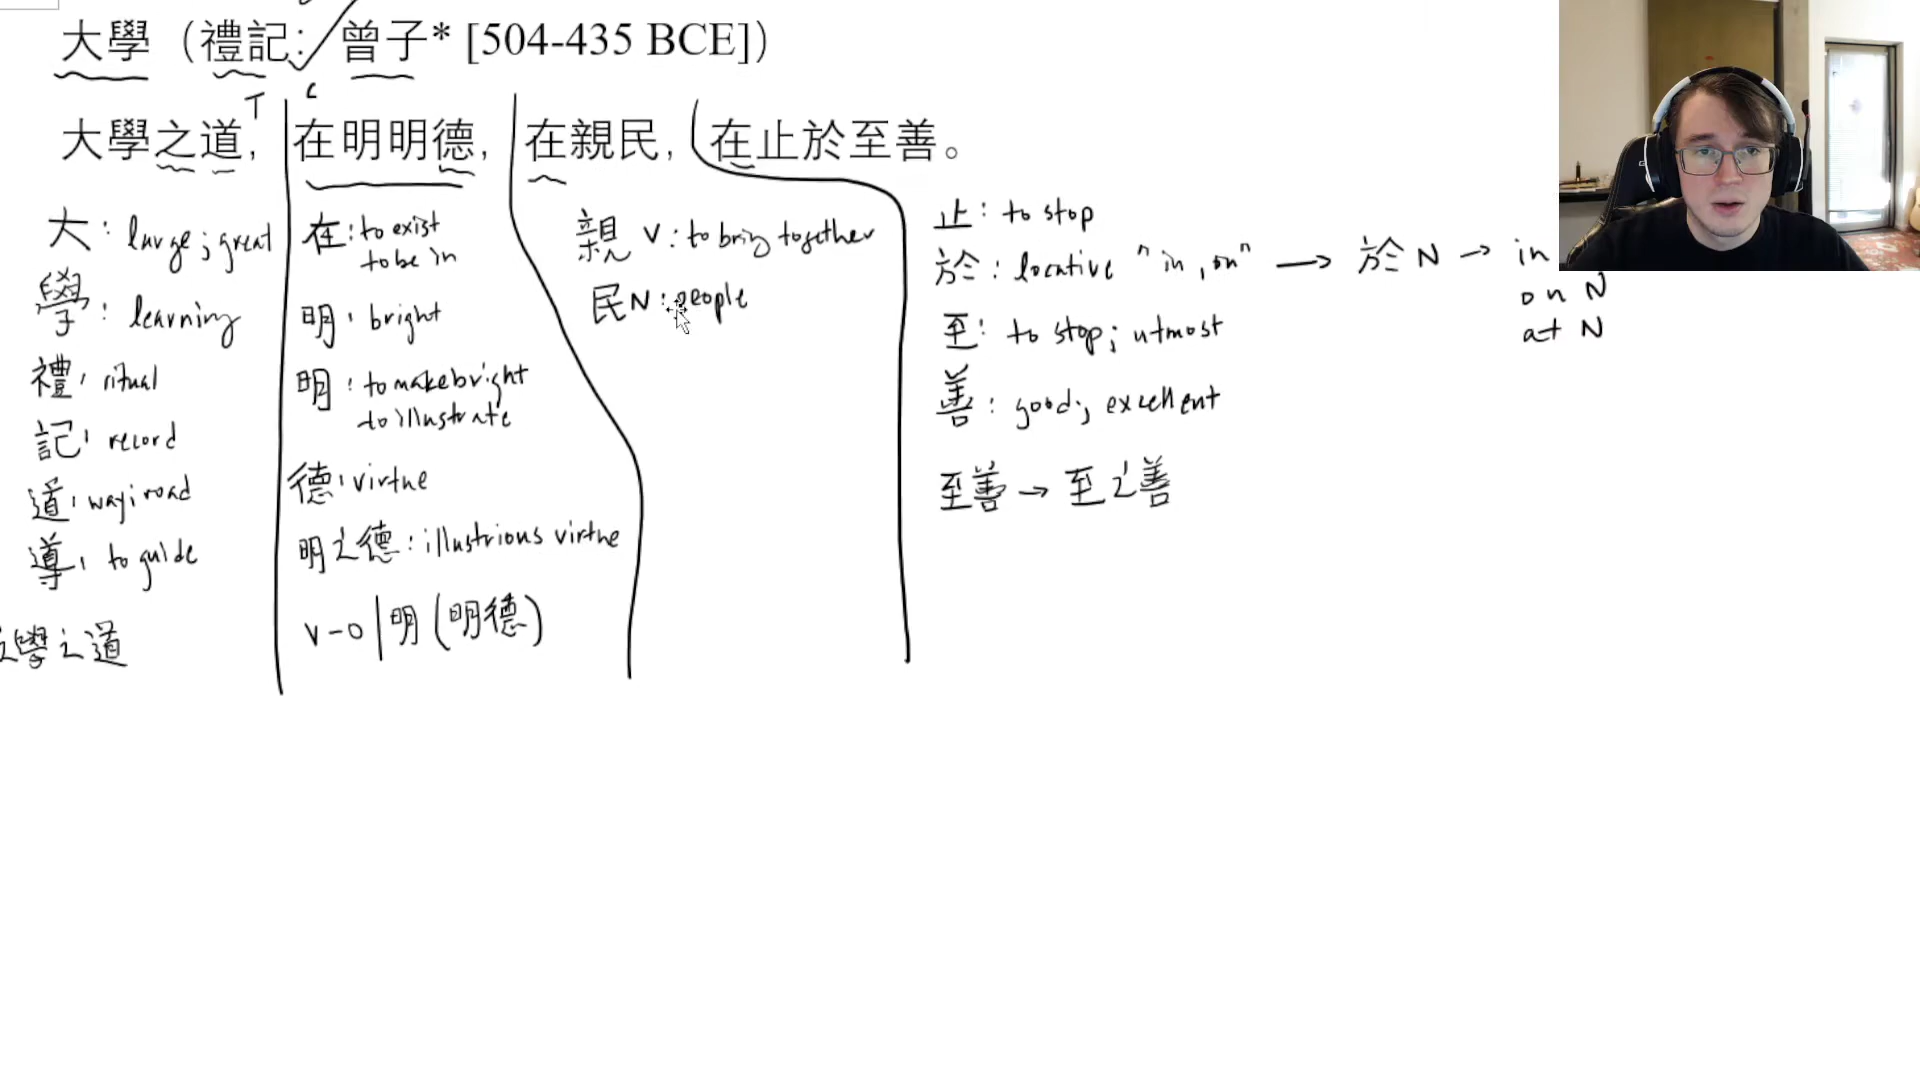 大學（禮記：曾子* [504-435 BCE]）
T c
大學之道，在明明德，在親民，在止於至善。
大：large; great
學：learning
禮：ritual
記：record
道：way; road
導：to guide
學之道
在：to exist
to be in
明：bright
明：to make bright
to illustrate
德：virtue
明之德：illustrious virtue
V-O 明(明德)
親 V：to bring together
民 N：people
止：to stop
於：locative "in, on" → 於 N → in
on N
at N
至：to stop; utmost
善：good; excellent
至善 → 至之善